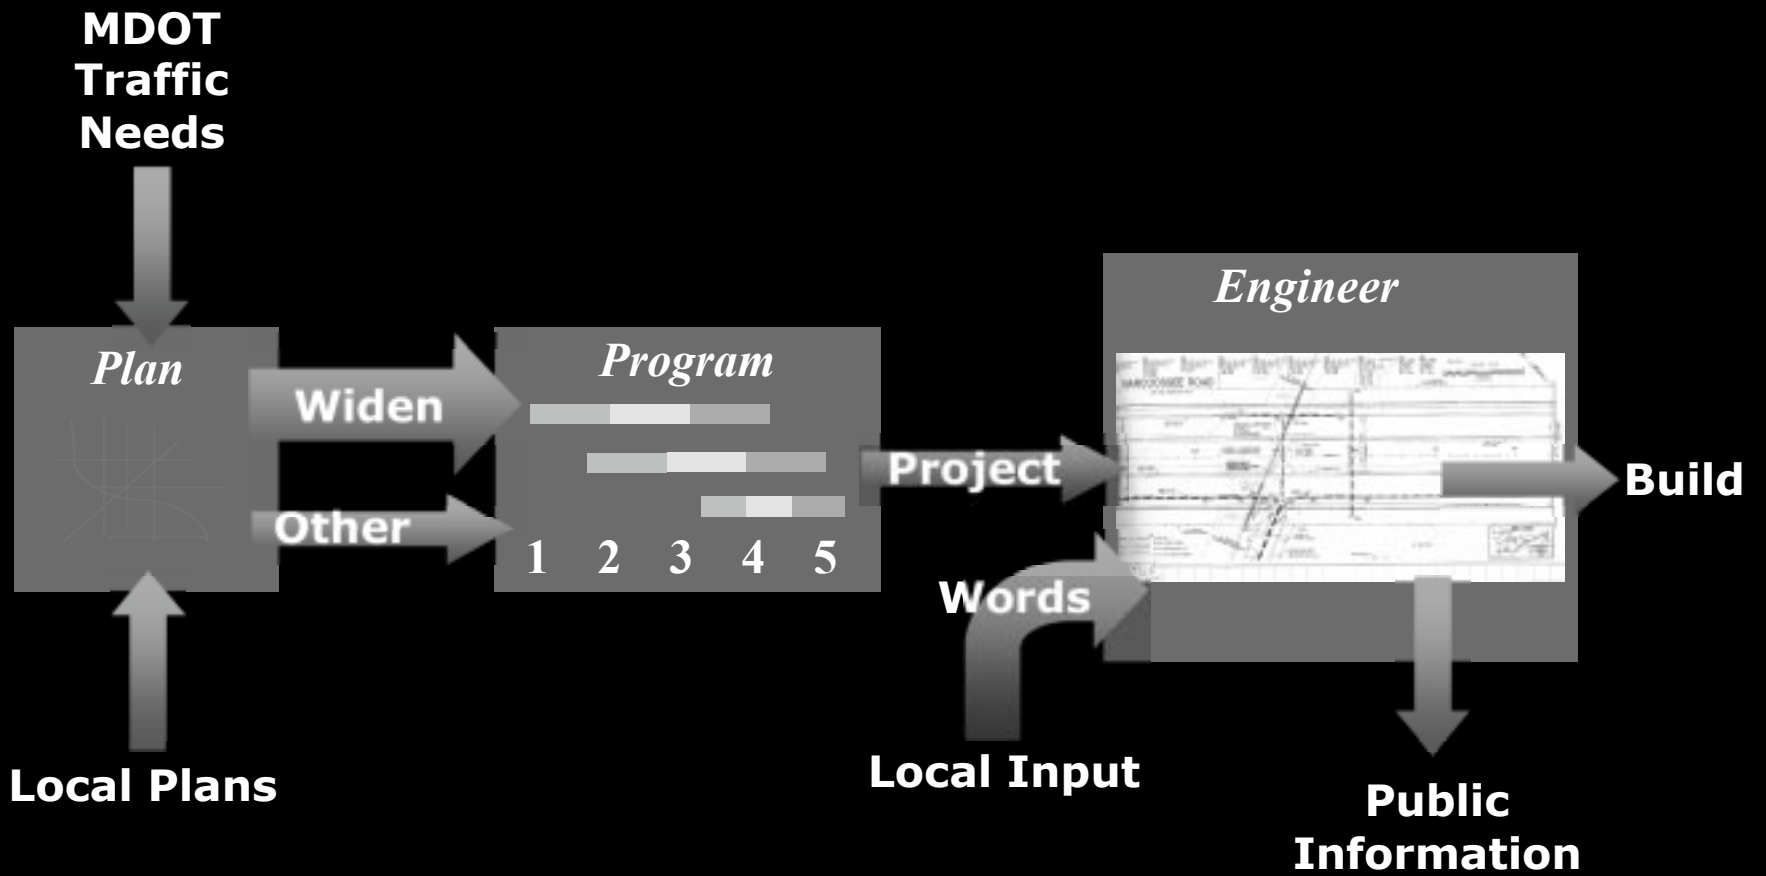 MDOT
Traffic
Needs
Plan
Widen
Other
Local Plans
Program
1 2 3 4 5
Project
Words
Local Input
Engineer
Build
Public
Information